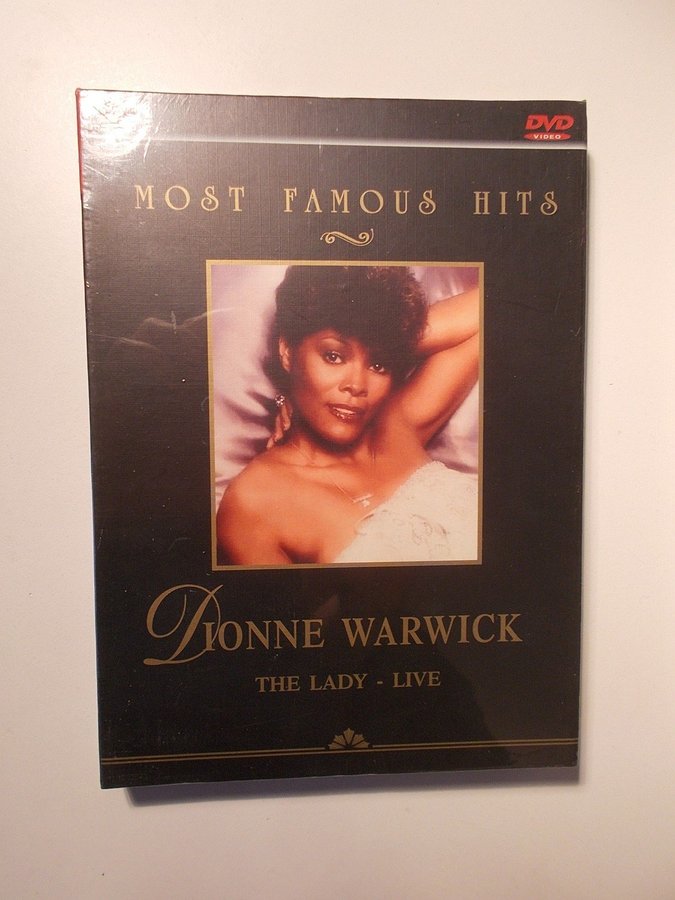 DVD
VIDEO
MOST FAMOUS HITS
DIONNE WARWICK
THE LADY - LIVE